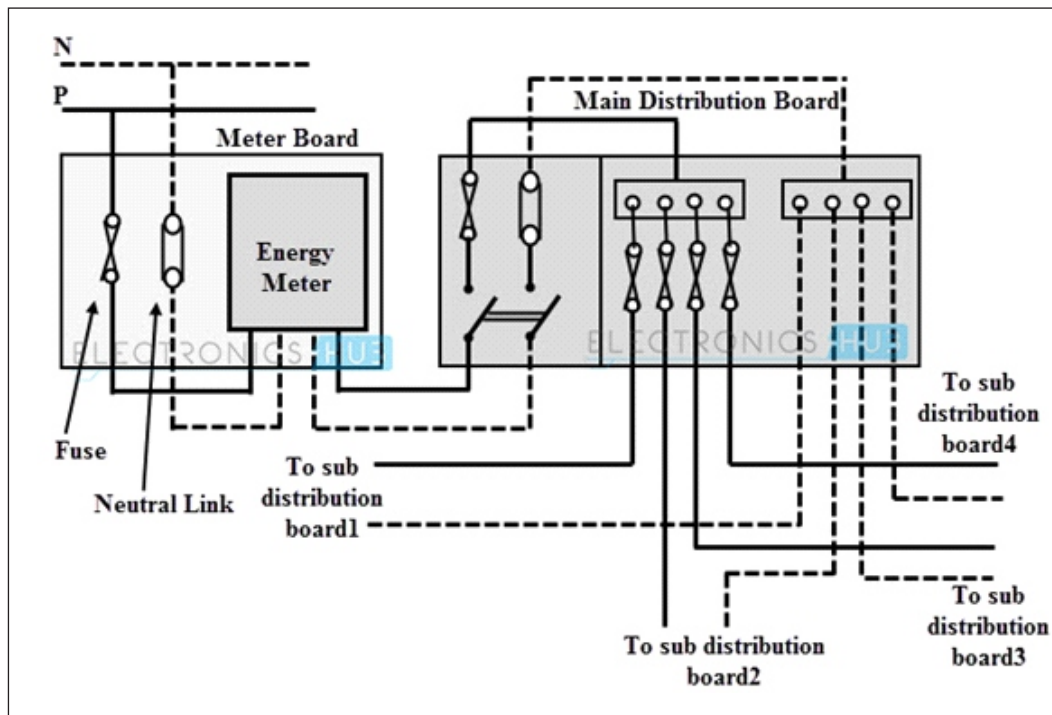 N
P
Meter Board
Main Distribution Board
Energy
Meter
ELECTRONICS HUB
ELECTRONICS HUB
Fuse
Neutral Link
To sub
distribution
board1
To sub
distribution
board4
To sub distribution
board2
To sub
distribution
board3